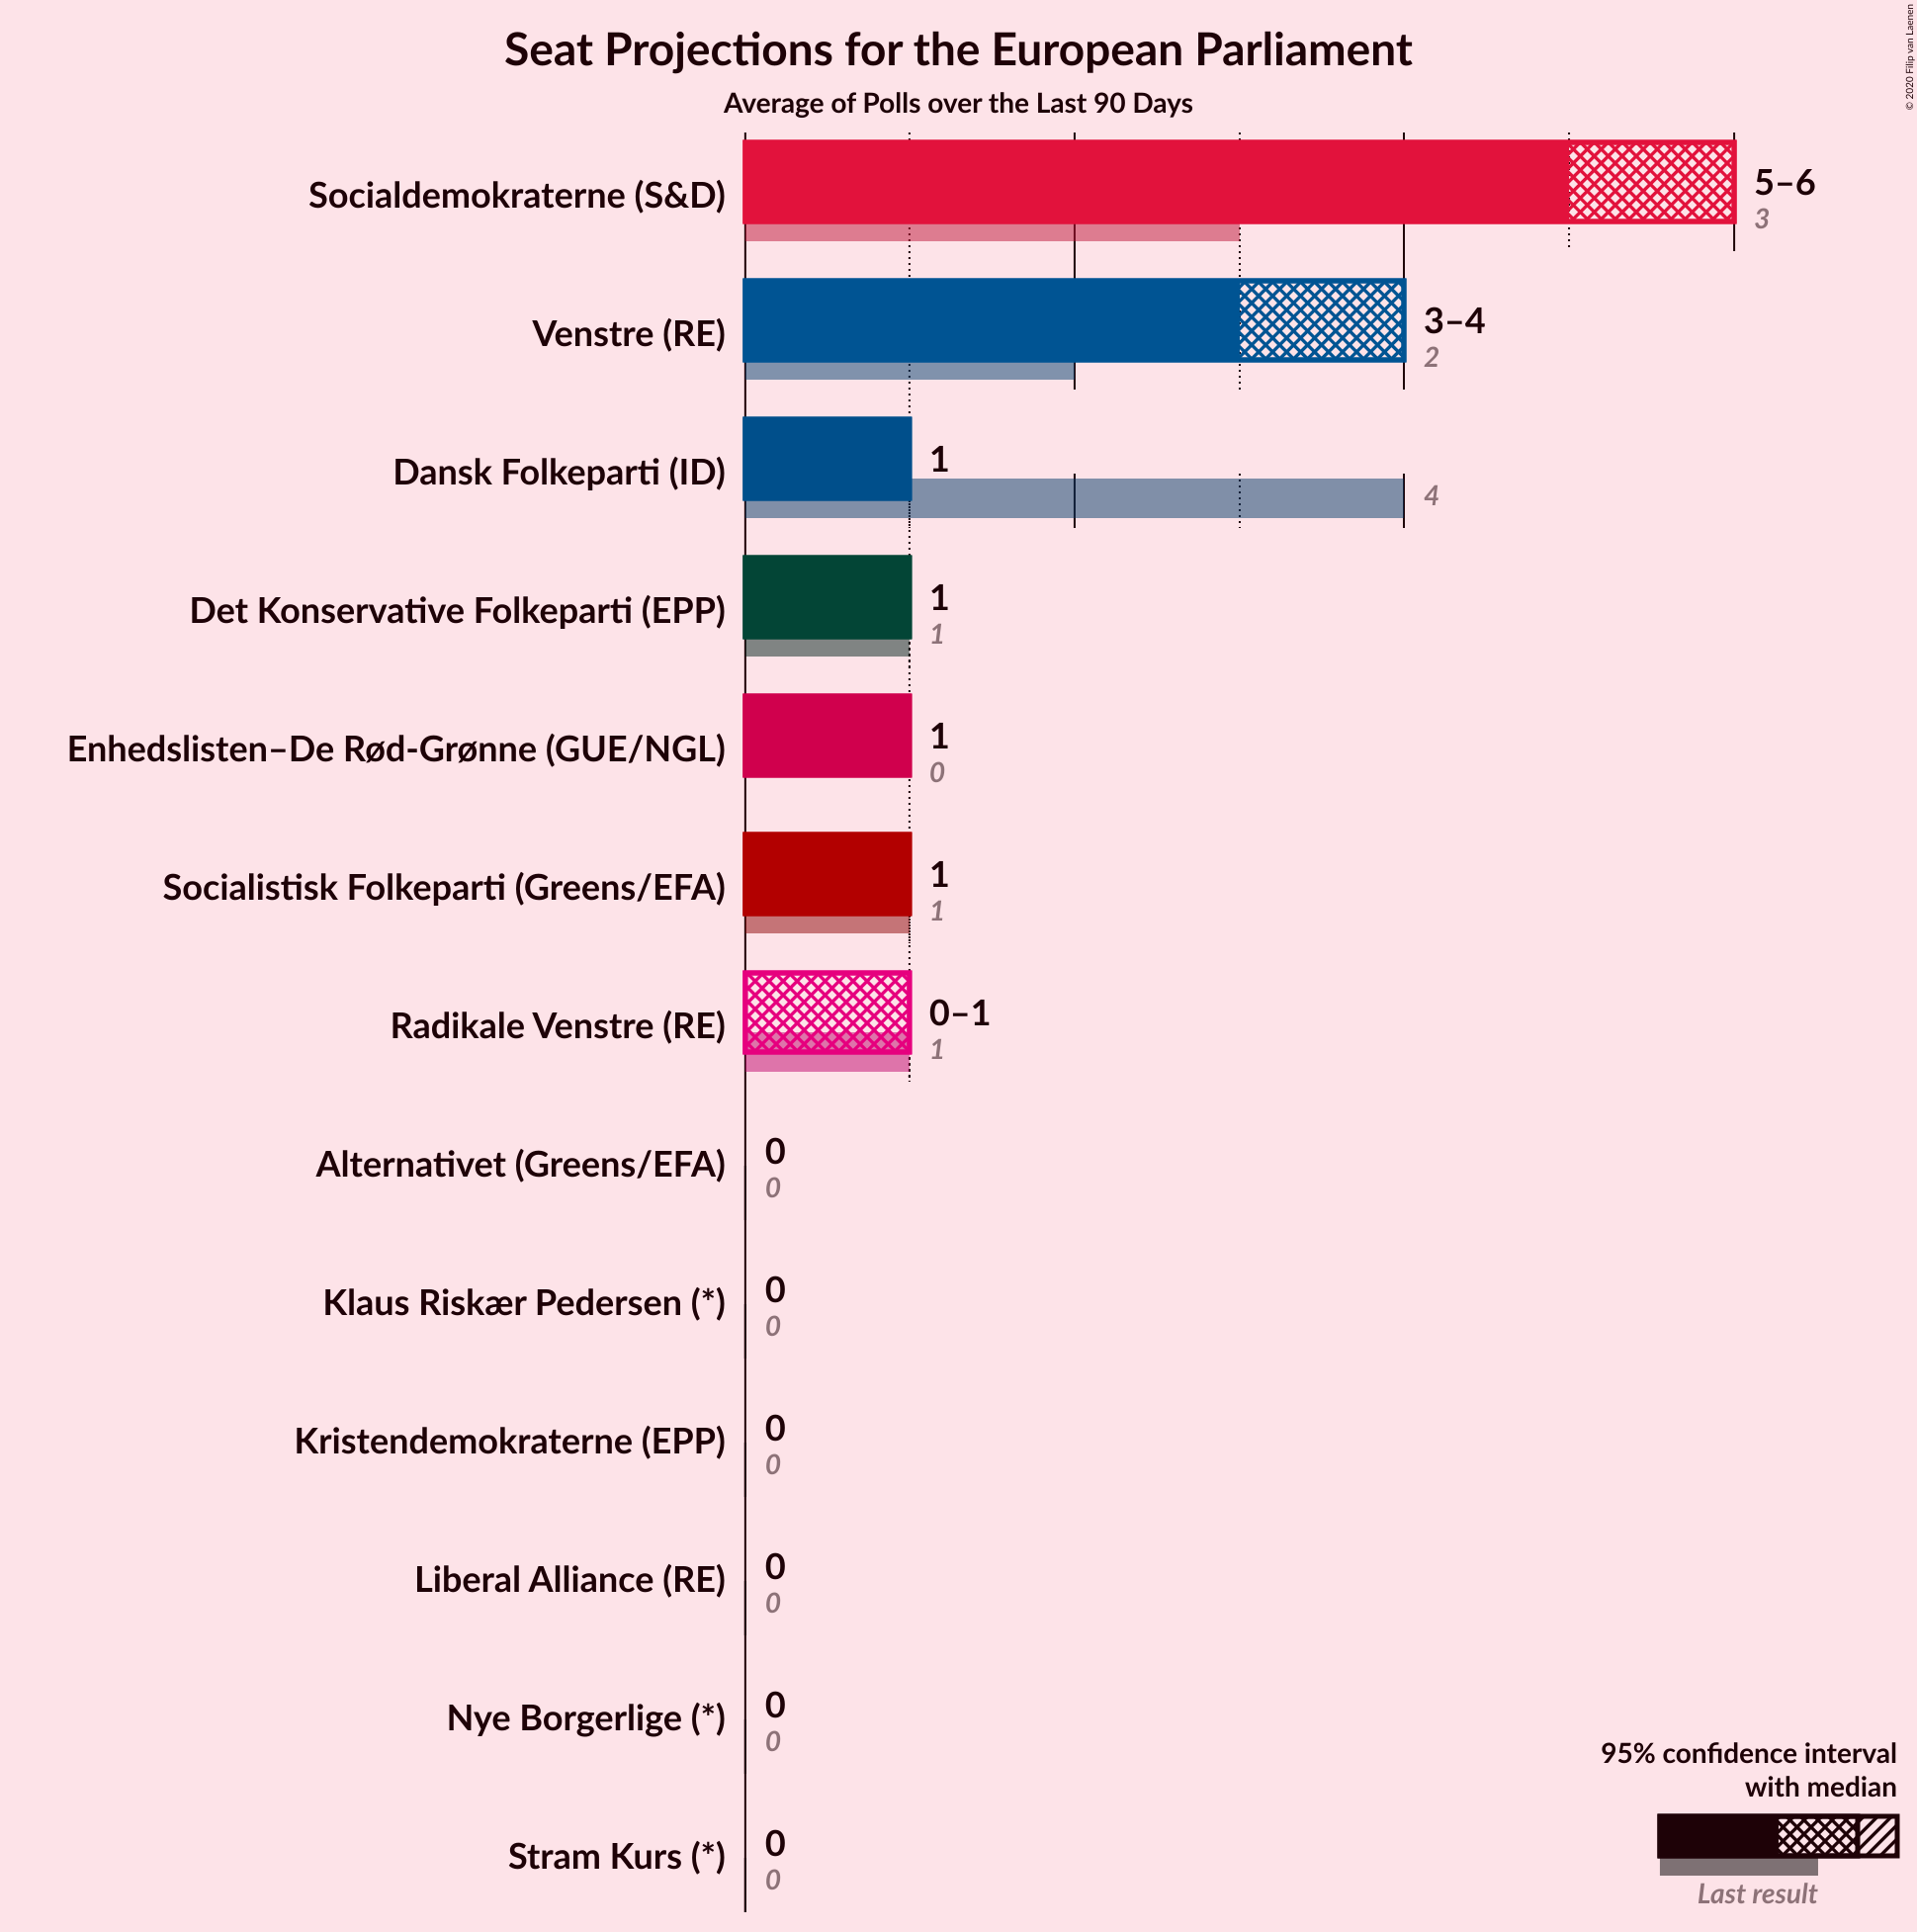 Seat Projections for the European Parliament
Average of Polls over the Last 90 Days
© 2020 Filip van Laenen
Socialdemokraterne (S&D)
5–6
3
Venstre (RE)
3–4
2
Dansk Folkeparti (ID)
1
4
Det Konservative Folkeparti (EPP)
1
1
Enhedslisten–De Rød-Grønne (GUE/NGL)
1
0
Socialistisk Folkeparti (Greens/EFA)
1
1
Radikale Venstre (RE)
0–1
1
Alternativet (Greens/EFA)
0
0
Klaus Riskær Pedersen (*)
0
0
Kristendemokraterne (EPP)
0
0
Liberal Alliance (RE)
0
0
Nye Borgerlige (*)
0
0
Stram Kurs (*)
0
0
95% confidence interval
with median
Last result